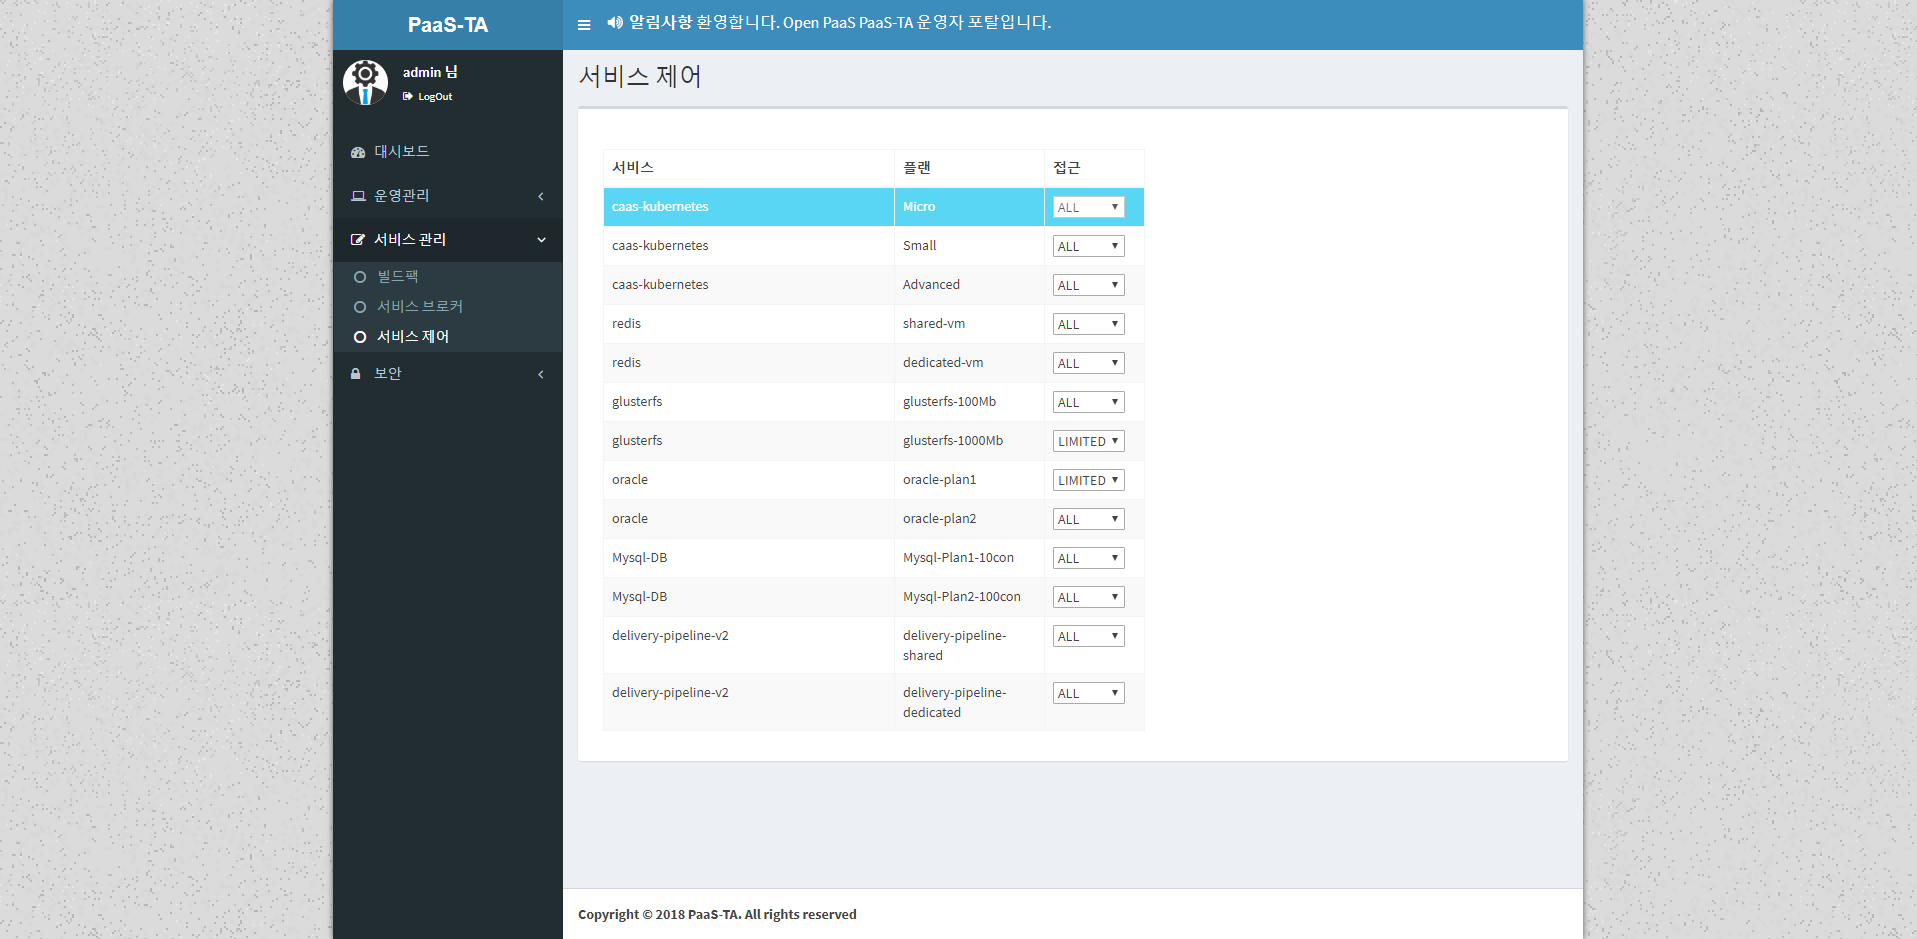 PaaS-TA
알림사항 환영합니다. Open PaaS PaaS-TA 운영자 포탈입니다.
admin 님
LogOut
대시보드
운영관리
서비스 관리
빌드팩
서비스 브로커
서비스 제어
보안
서비스 제어
서비스 플랜 접근
caas-kubernetes Micro ALL
caas-kubernetes Small ALL
caas-kubernetes Advanced ALL
redis shared-vm ALL
redis dedicated-vm ALL
glusterfs glusterfs-100Mb ALL
glusterfs glusterfs-1000Mb LIMITED
oracle oracle-plan1 LIMITED
oracle oracle-plan2 ALL
Mysql-DB Mysql-Plan1-10con ALL
Mysql-DB Mysql-Plan2-100con ALL
delivery-pipeline-v2 delivery-pipeline- ALL
shared
delivery-pipeline-v2 delivery-pipeline- ALL
dedicated
Copyright © 2018 PaaS-TA. All rights reserved